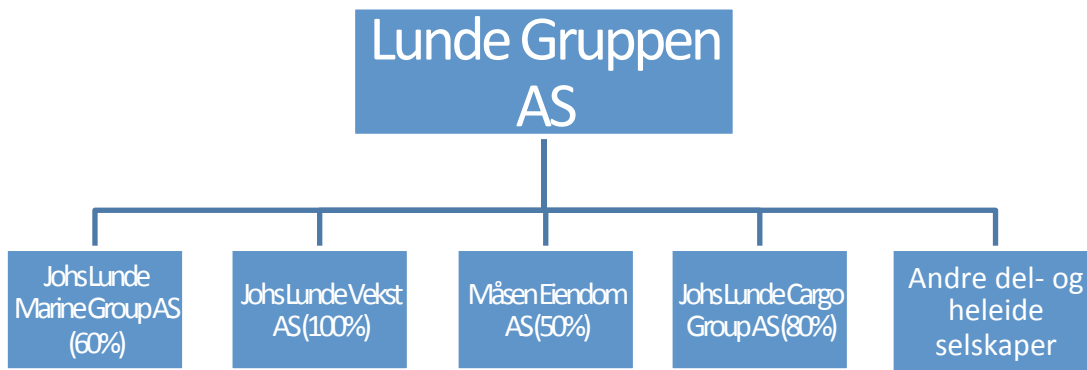 Lunde Gruppen
AS
Johs Lunde
Marine Group AS
(60%)
Johs Lunde Vekst
AS (100%)
Måsen Eiendom
AS (50%)
Johs Lunde Cargo
Group AS (80%)
Andre del- og
heleide
selskaper